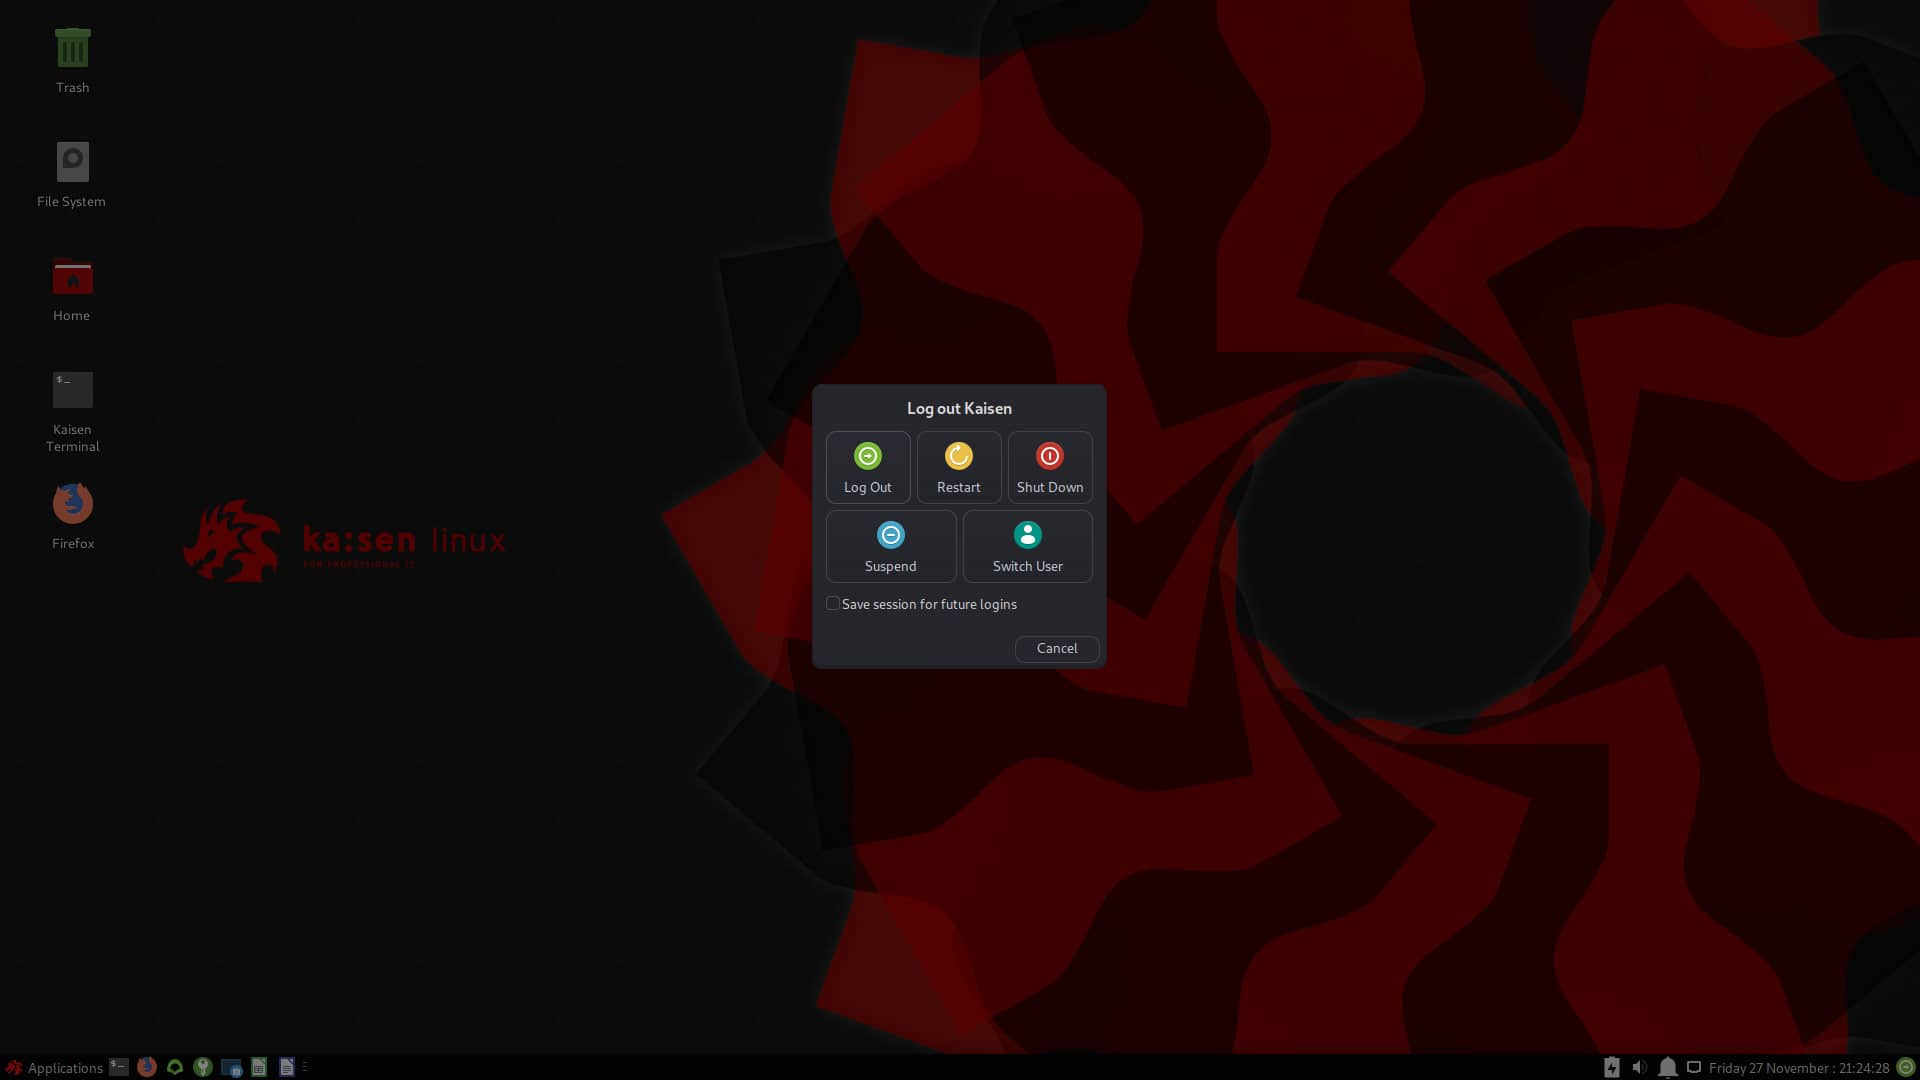 Trash
File System
Home
$_
Kaisen
Terminal
Firefox
ka:sen linux
FOR PROFESSIONAL IT
Log out Kaisen
Log Out
Restart
Shut Down
Suspend
Switch User
Save session for future logins
Cancel
Applications
$_
Friday 27 November : 21:24:28